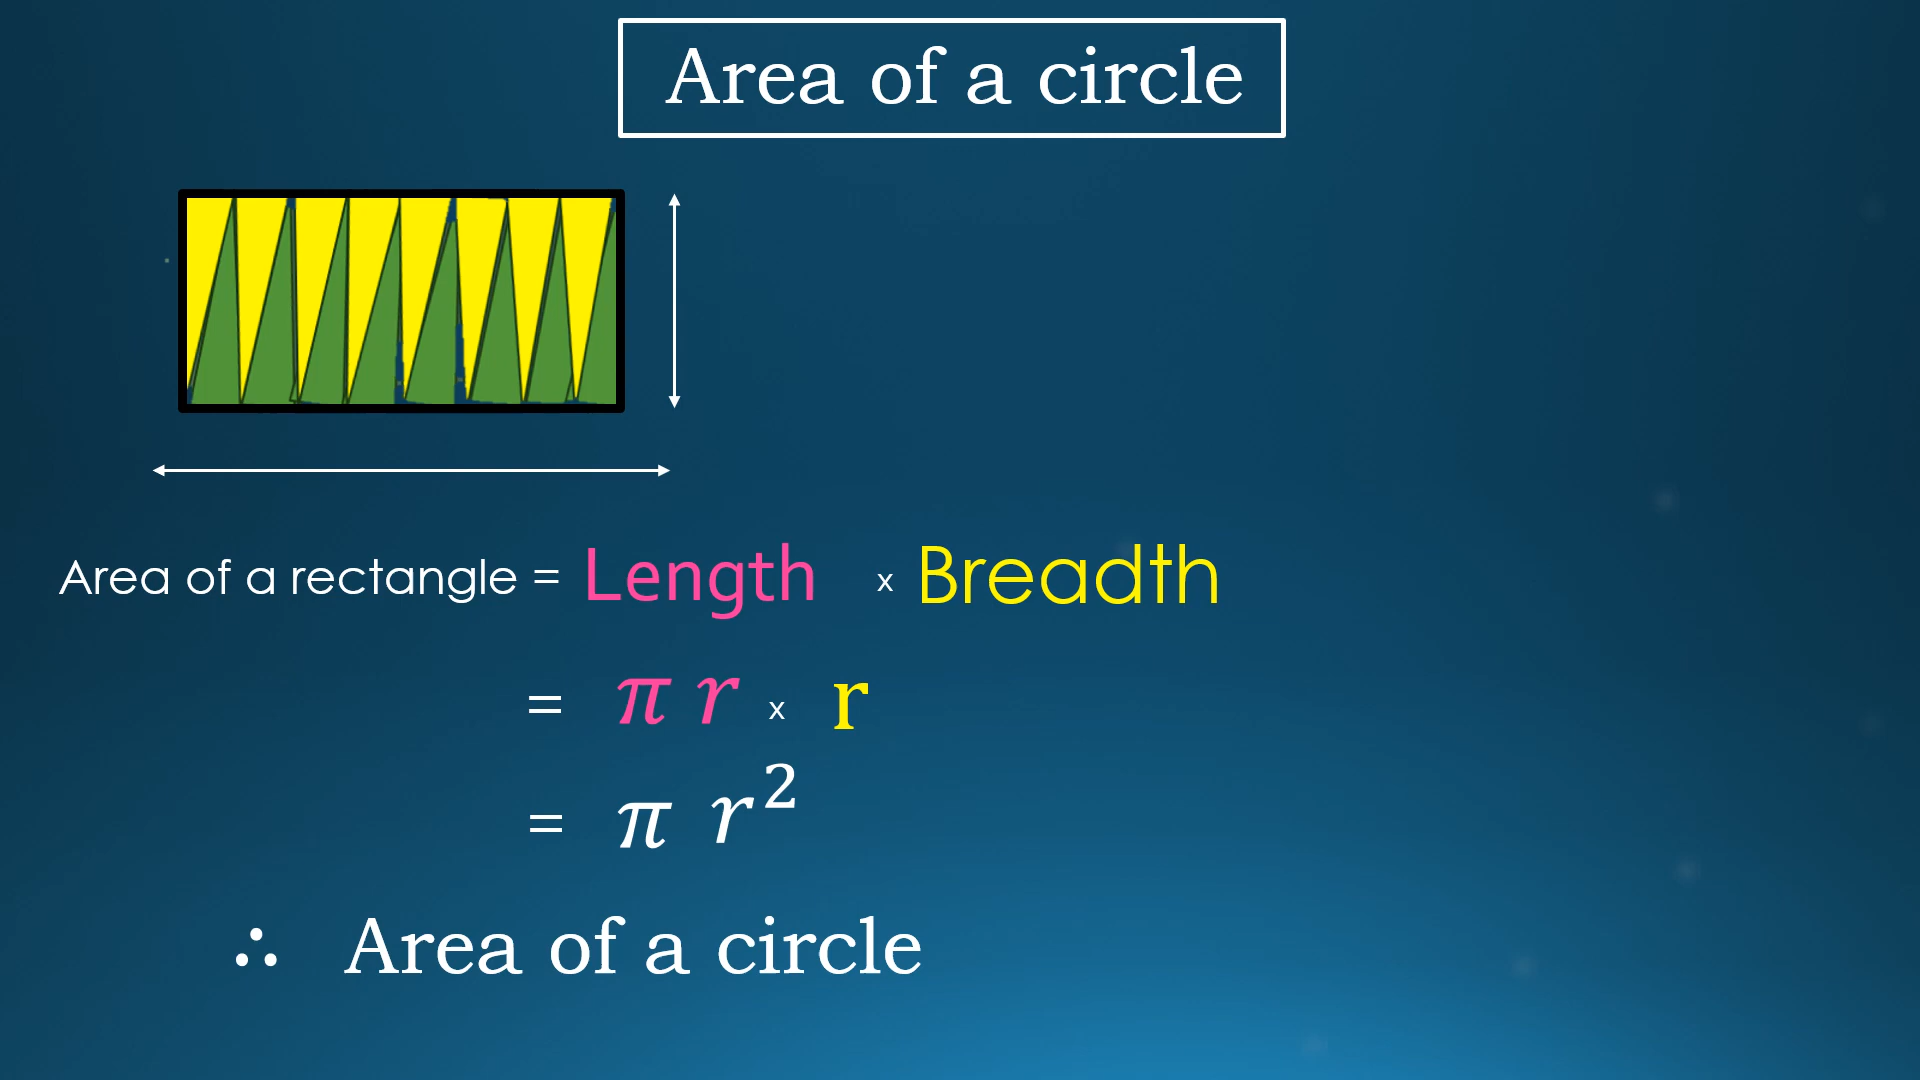 Area of a circle
Area of a rectangle = Length x Breadth
= π r x r
= π r²
∴ Area of a circle